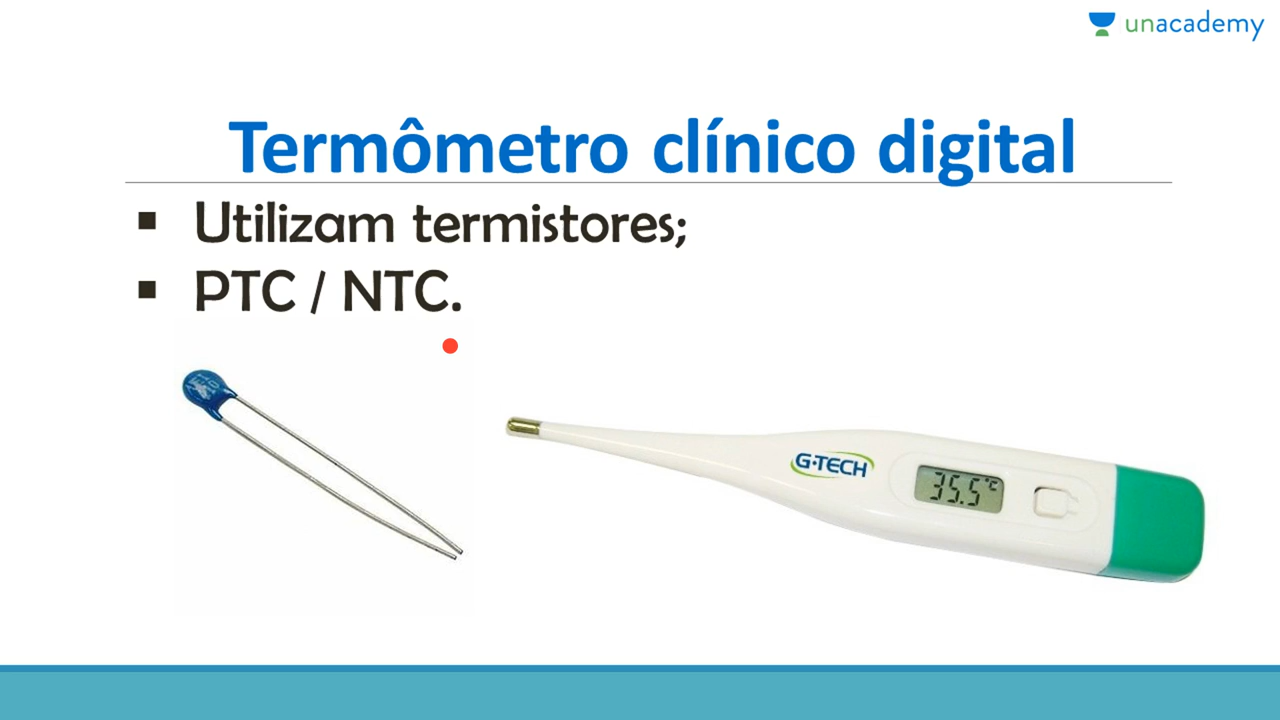 unacademy
Termômetro clínico digital
▪ Utilizam termistores;
▪ PTC / NTC.
G-TECH
35.5°C